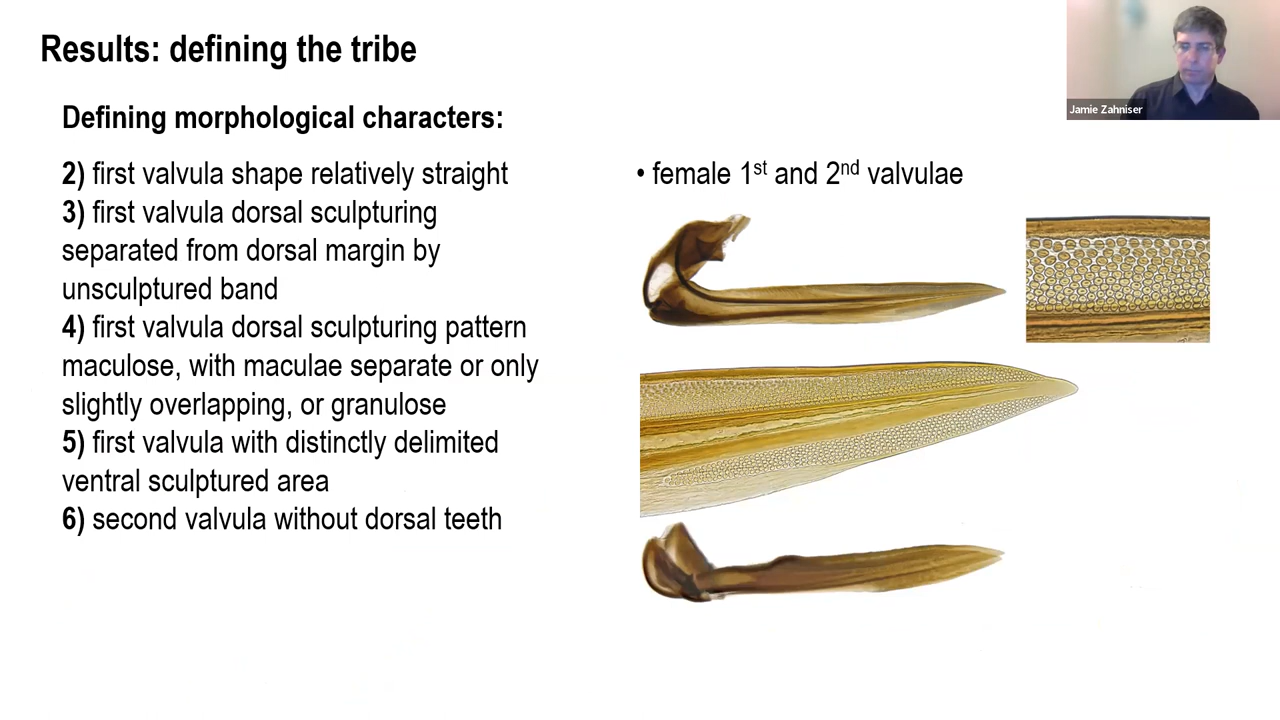 Results: defining the tribe
Jamie Zahniser
Defining morphological characters:
2) first valvula shape relatively straight
3) first valvula dorsal sculpturing
separated from dorsal margin by
unsculptured band
4) first valvula dorsal sculpturing pattern
maculose, with maculae separate or only
slightly overlapping, or granulose
5) first valvula with distinctly delimited
ventral sculptured area
6) second valvula without dorsal teeth
• female 1st and 2nd valvulae